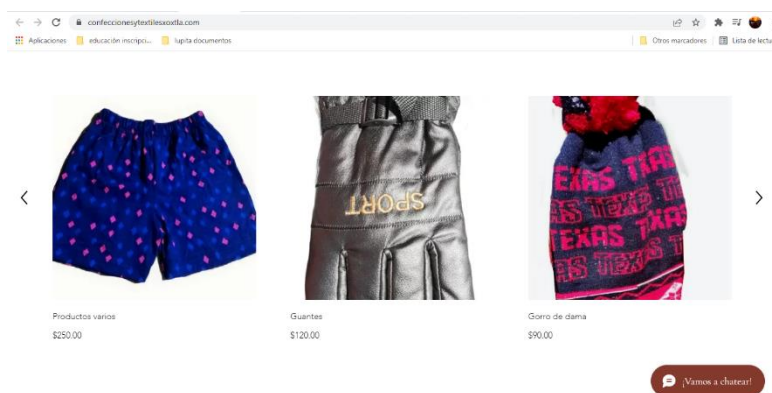 confeccionesytextilesxoxtla.com
Aplicaciones educación inscripci... lupita documentos Otros marcadores Lista de lectu
SPORT
TEXAS
TEXAS
Productos varios Guantes Gorro de dama
$250.00 $120.00 $90.00
¡Vamos a chatear!